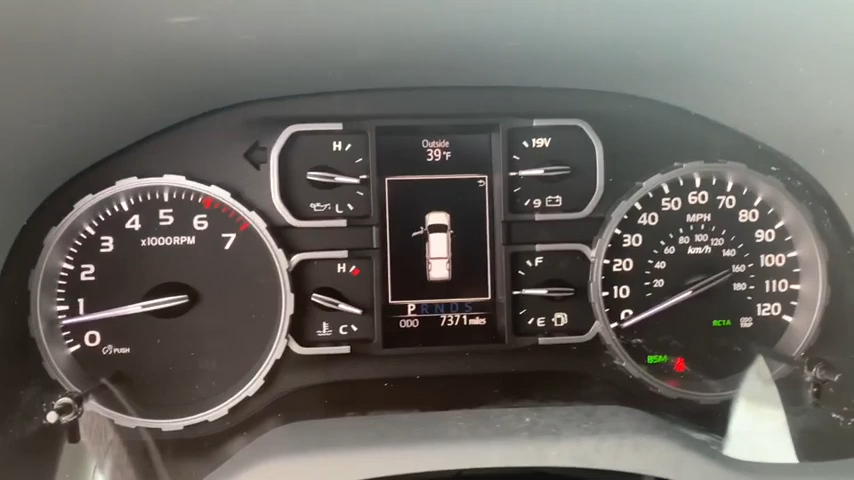 Outside
39°F
H
L
19V
9
1
2
3
4
5
6
7
0
x1000RPM
PUSH
H
C
F
E
P R N D S
ODO 7371 miles
0
10
20
30
40
50
60
70
80
90
100
110
120
MPH
km/h
20
40
60
80
100
120
140
160
180
RCTA
ODO
TRIP
BSM